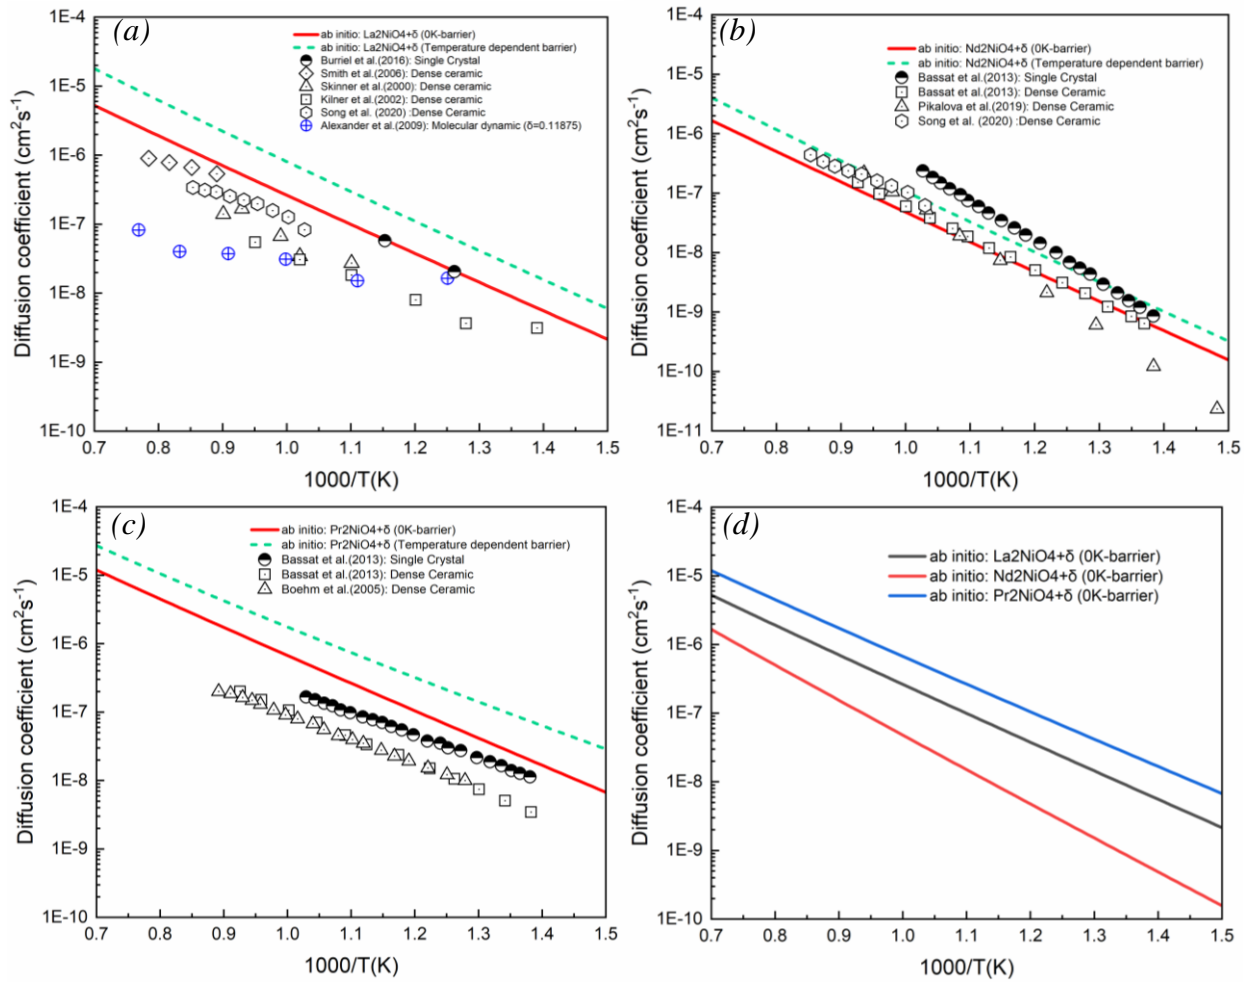 (a)
ab initio: La2NiO4+δ (0K-barrier)
ab initio: La2NiO4+δ (Temperature dependent barrier)
Burriel et al.(2016): Single Crystal
Smith et al.(2006): Dense ceramic
Skinner et al.(2000): Dense ceramic
Kilner et al.(2002): Dense ceramic
Song et al. (2020) :Dense Ceramic
Alexander et al.(2009): Molecular dynamic (δ=0.11875)
Diffusion coefficient (cm²s⁻¹)
1E-4
1E-5
1E-6
1E-7
1E-8
1E-9
1E-10
0.7 0.8 0.9 1.0 1.1 1.2 1.3 1.4 1.5
1000/T(K)
(b)
ab initio: Nd2NiO4+δ (0K-barrier)
ab initio: Nd2NiO4+δ (Temperature dependent barrier)
Bassat et al.(2013): Single Crystal
Bassat et al.(2013): Dense Ceramic
Pikalova et al.(2019): Dense Ceramic
Song et al. (2020) :Dense Ceramic
Diffusion coefficient (cm²s⁻¹)
1E-4
1E-5
1E-6
1E-7
1E-8
1E-9
1E-10
1E-11
0.7 0.8 0.9 1.0 1.1 1.2 1.3 1.4 1.5
1000/T(K)
(c)
ab initio: Pr2NiO4+δ (0K-barrier)
ab initio: Pr2NiO4+δ (Temperature dependent barrier)
Bassat et al.(2013): Single Crystal
Bassat et al.(2013): Dense Ceramic
Boehm et al.(2005): Dense Ceramic
Diffusion coefficient (cm²s⁻¹)
1E-4
1E-5
1E-6
1E-7
1E-8
1E-9
1E-10
0.7 0.8 0.9 1.0 1.1 1.2 1.3 1.4 1.5
1000/T(K)
(d)
ab initio: La2NiO4+δ (0K-barrier)
ab initio: Nd2NiO4+δ (0K-barrier)
ab initio: Pr2NiO4+δ (0K-barrier)
Diffusion coefficient (cm²s⁻¹)
1E-4
1E-5
1E-6
1E-7
1E-8
1E-9
1E-10
0.7 0.8 0.9 1.0 1.1 1.2 1.3 1.4 1.5
1000/T(K)